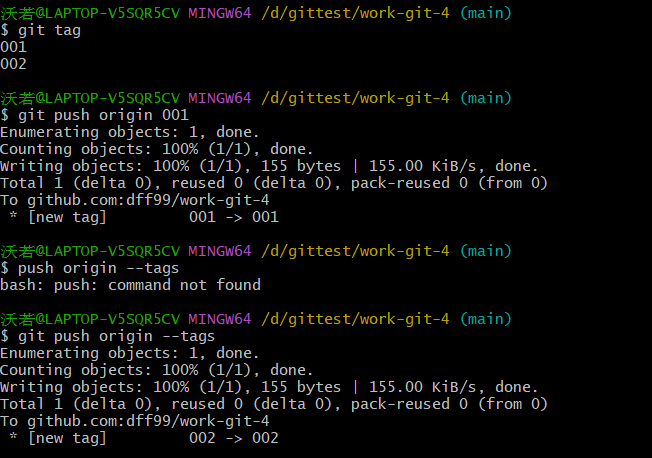 沃若@LAPTOP-V5SQR5CV MINGW64 /d/gittest/work-git-4 (main)
$ git tag
001
002
沃若@LAPTOP-V5SQR5CV MINGW64 /d/gittest/work-git-4 (main)
$ git push origin 001
Enumerating objects: 1, done.
Counting objects: 100% (1/1), done.
Writing objects: 100% (1/1), 155 bytes | 155.00 KiB/s, done.
Total 1 (delta 0), reused 0 (delta 0), pack-reused 0 (from 0)
To github.com:dff99/work-git-4
 * [new tag]         001 -> 001
沃若@LAPTOP-V5SQR5CV MINGW64 /d/gittest/work-git-4 (main)
$ push origin --tags
bash: push: command not found
沃若@LAPTOP-V5SQR5CV MINGW64 /d/gittest/work-git-4 (main)
$ git push origin --tags
Enumerating objects: 1, done.
Counting objects: 100% (1/1), done.
Writing objects: 100% (1/1), 155 bytes | 155.00 KiB/s, done.
Total 1 (delta 0), reused 0 (delta 0), pack-reused 0 (from 0)
To github.com:dff99/work-git-4
 * [new tag]         002 -> 002